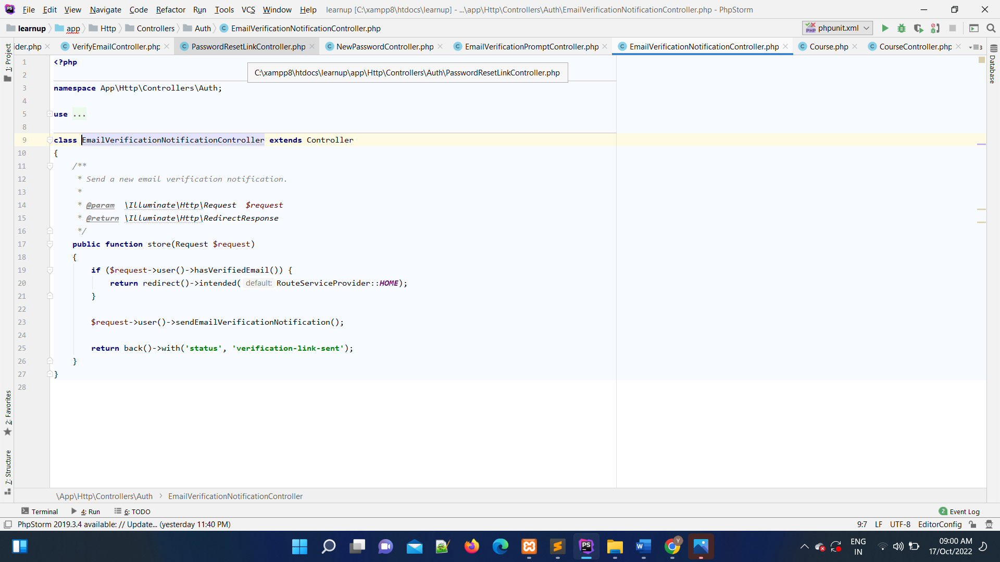 File Edit View Navigate Code Refactor Run Tools VCS Window Help learnup [C:\xampp8\htdocs\learnup] - ...\app\Http\Controllers\Auth\EmailVerificationNotificationController.php - PhpStorm
learnup app Http Controllers Auth EmailVerificationNotificationController.php phpunit.xml
ider.php VerifyEmailController.php PasswordResetLinkController.php NewPasswordController.php EmailVerificationPromptController.php EmailVerificationNotificationController.php Course.php CourseController.php 3
1: Project
Database
C:\xampp8\htdocs\learnup\app\Http\Controllers\Auth\PasswordResetLinkController.php
1 <?php
2
3 namespace App\Http\Controllers\Auth;
4
5 use ...
8
9 class EmailVerificationNotificationController extends Controller
10 {
11 /**
12 * Send a new email verification notification.
13 *
14 * @param \Illuminate\Http\Request $request
15 * @return \Illuminate\Http\RedirectResponse
16 */
17 public function store(Request $request)
18 {
19 if ($request->user()->hasVerifiedEmail()) {
20 return redirect()->intended( default: RouteServiceProvider::HOME);
21 }
22
23 $request->user()->sendEmailVerificationNotification();
24
25 return back()->with('status', 'verification-link-sent');
26 }
27 }
28
2: Favorites
7: Structure
\App\Http\Controllers\Auth › EmailVerificationNotificationController
Terminal 4: Run 6: TODO 2 Event Log
PhpStorm 2019.3.4 available: // Update... (yesterday 11:40 PM) 9:7 LF UTF-8 EditorConfig
ENG
IN
09:00 AM
17/Oct/2022